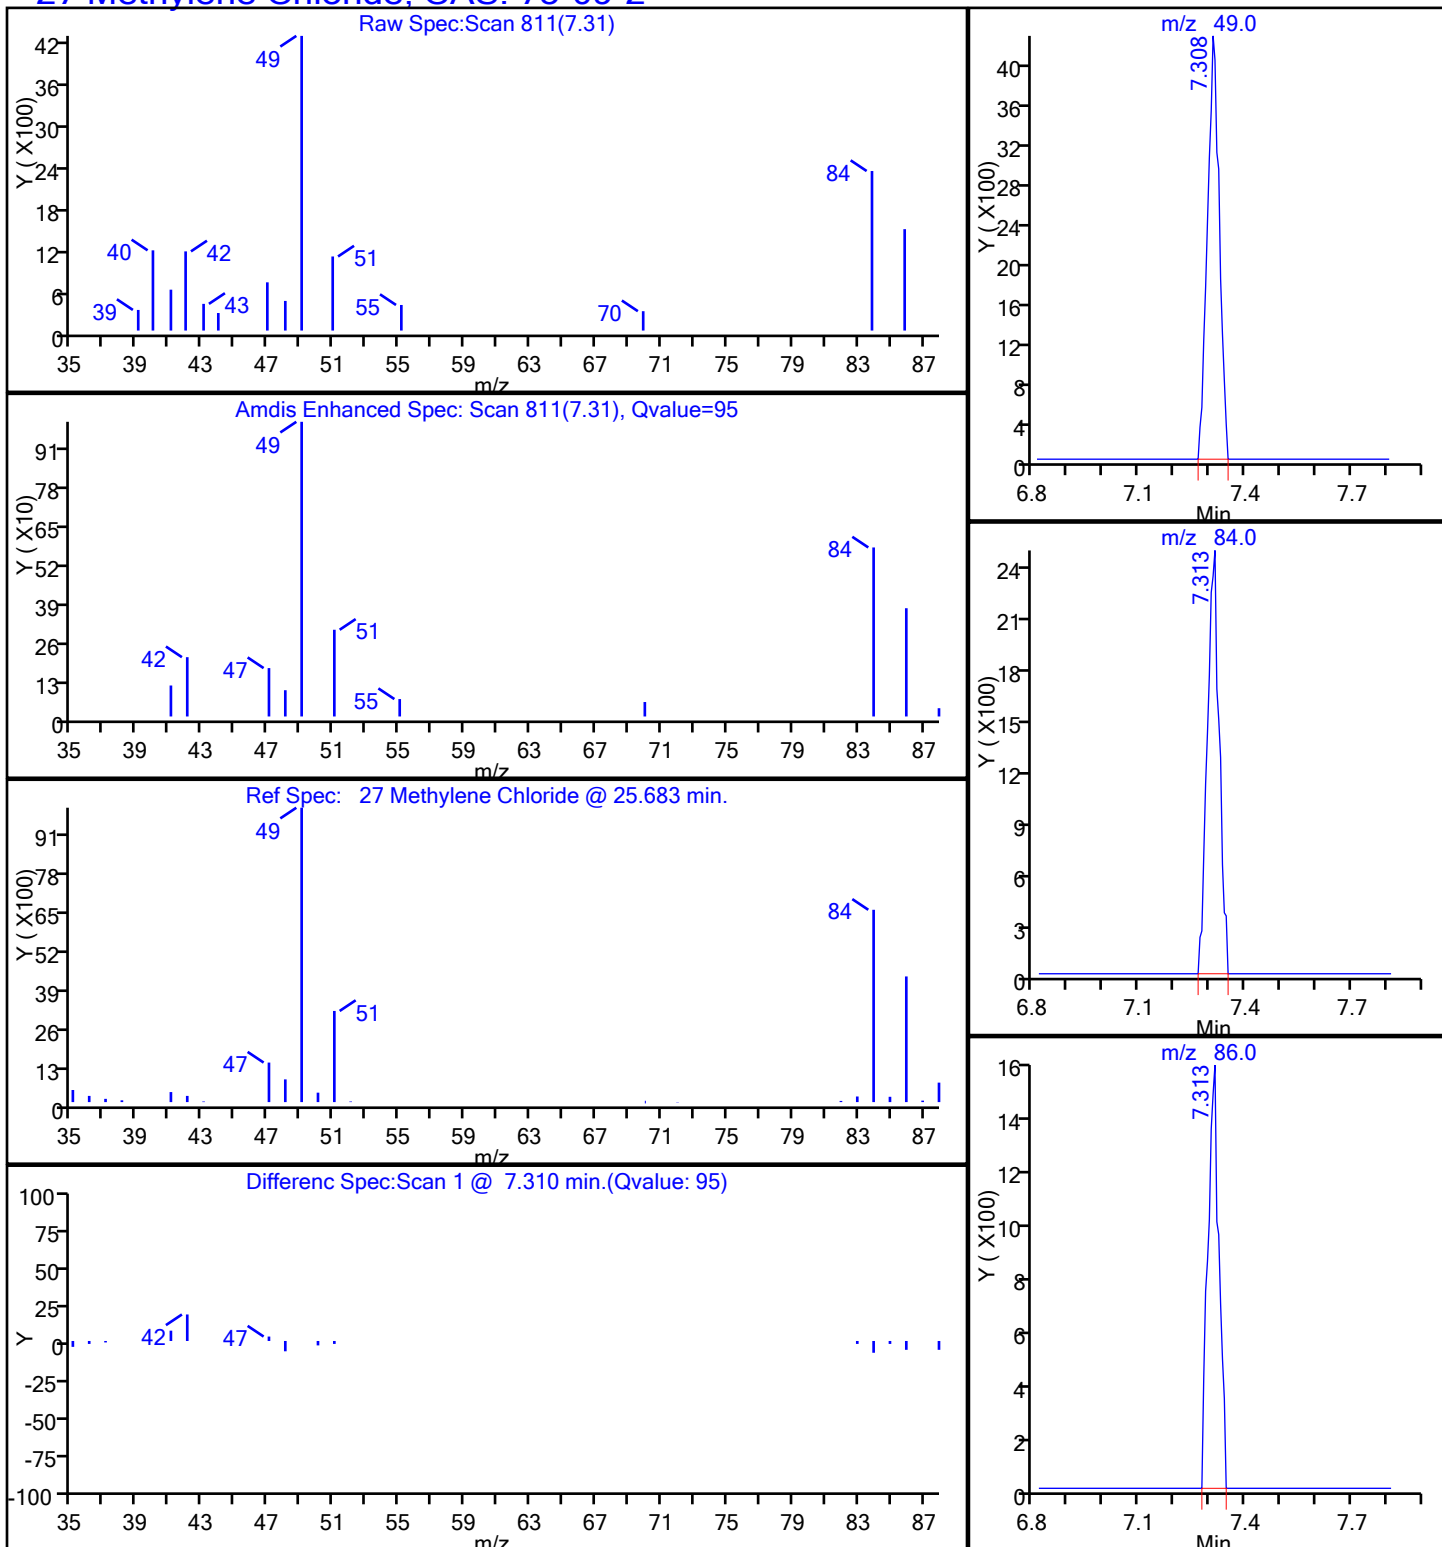 27 Methylene Chloride, CAS: 75-09-2
Raw Spec:Scan 811(7.31)
Y ( X100)
42
36
30
24
18
12
6
0
49
84
40
42
51
39
43
55
70
35 39 43 47 51 55 59 63 67 71 75 79 83 87
m/z
Amdis Enhanced Spec: Scan 811(7.31), Qvalue=95
Y ( X10)
91
78
65
52
39
26
13
0
49
84
51
42
47
55
35 39 43 47 51 55 59 63 67 71 75 79 83 87
m/z
Ref Spec: 27 Methylene Chloride @ 25.683 min.
Y ( X100)
91
78
65
52
39
26
13
0
49
84
51
47
35 39 43 47 51 55 59 63 67 71 75 79 83 87
m/z
Differenc Spec:Scan 1 @ 7.310 min.(Qvalue: 95)
Y
100
75
50
25
0
-25
-50
-75
-100
42
47
35 39 43 47 51 55 59 63 67 71 75 79 83 87
m/z
m/z 49.0
7.308
Y ( X100)
40
36
32
28
24
20
16
12
8
4
0
6.8 7.1 7.4 7.7
Min
m/z 84.0
7.313
Y ( X100)
24
21
18
15
12
9
6
3
0
6.8 7.1 7.4 7.7
Min
m/z 86.0
7.313
Y ( X100)
16
14
12
10
8
6
4
2
0
6.8 7.1 7.4 7.7
Min